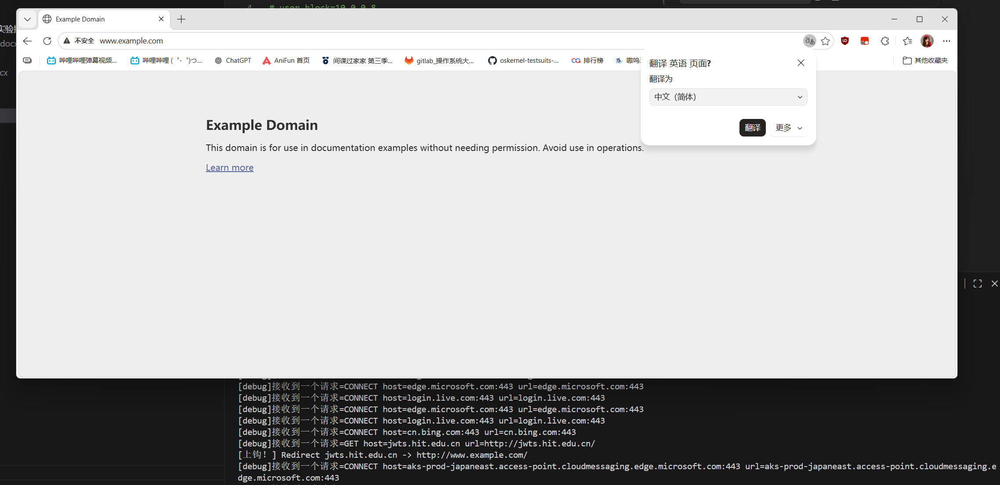 4 # user_block=10.0.0.8
Example Domain
实验
docx
cx
不安全 www.example.com
哔哩哔哩弹幕视频... 哔哩哔哩 ( ゜- ゜)つ... ChatGPT AniFun 首页 间谍过家家 第三季... gitlab_操作系统大... oskernel-testsuits-... 排行榜 嗷呜 其他收藏夹
翻译 英语 页面?
翻译为
中文 (简体)
翻译 更多
Example Domain
This domain is for use in documentation examples without needing permission. Avoid use in operations.
Learn more
[debug]接收到一个请求=CONNECT host=edge.microsoft.com:443 url=edge.microsoft.com:443
[debug]接收到一个请求=CONNECT host=login.live.com:443 url=login.live.com:443
[debug]接收到一个请求=CONNECT host=edge.microsoft.com:443 url=edge.microsoft.com:443
[debug]接收到一个请求=CONNECT host=login.live.com:443 url=login.live.com:443
[debug]接收到一个请求=CONNECT host=cn.bing.com:443 url=cn.bing.com:443
[debug]接收到一个请求=GET host=jwts.hit.edu.cn url=http://jwts.hit.edu.cn/
[上钩! ] Redirect jwts.hit.edu.cn -> http://www.example.com/
[debug]接收到一个请求=CONNECT host=aks-prod-japaneast.access-point.cloudmessaging.edge.microsoft.com:443 url=aks-prod-japaneast.access-point.cloudmessaging.e
dge.microsoft.com:443